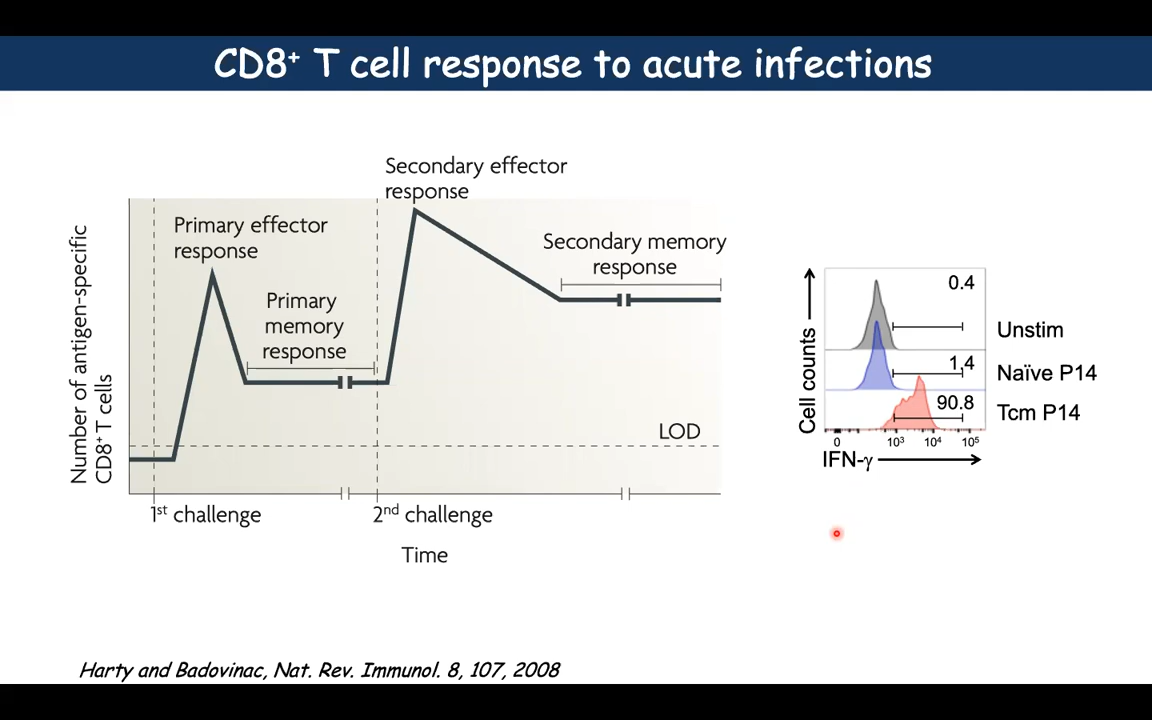 CD8⁺ T cell response to acute infections
Secondary effector
response
Primary effector
response
Secondary memory
response
Primary
memory
response
Number of antigen-specific
CD8⁺ T cells
LOD
1st challenge
2nd challenge
Time
0.4
Unstim
1,4
Naïve P14
90.8
Tcm P14
Cell counts
0
10³
10⁴
10⁵
IFN-γ
Harty and Badovinac, Nat. Rev. Immunol. 8, 107, 2008